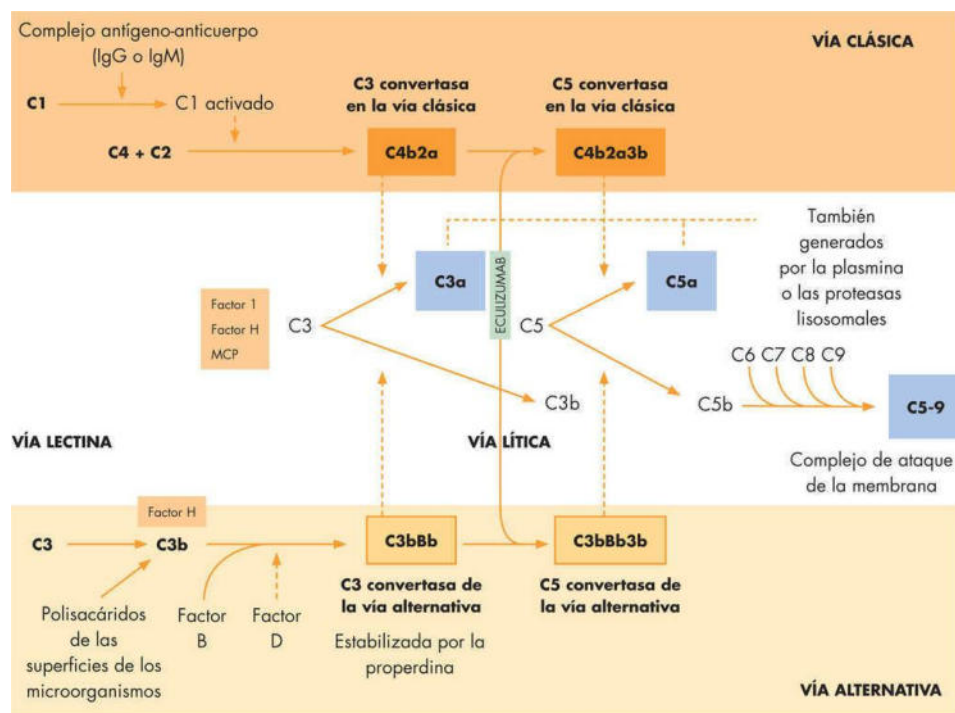 Complejo antígeno-anticuerpo
(IgG o IgM)
VÍA CLÁSICA
C1
C1 activado
C3 convertasa
en la vía clásica
C5 convertasa
en la vía clásica
C4 + C2
C4b2a
C4b2a3b
También
generados
por la plasmina
o las proteasas
lisosomales
C3a
C5a
ECULIZUMAB
Factor 1
Factor H
MCP
C3
C5
C6 C7 C8 C9
C3b
C5b
C5-9
VÍA LECTINA
VÍA LÍTICA
Complejo de ataque
de la membrana
Factor H
C3
C3b
C3bBb
C3bBb3b
C3 convertasa de
la vía alternativa
C5 convertasa de
la vía alternativa
Polisacáridos
de las
superficies de los
microorganismos
Factor
B
Factor
D
Estabilizada por la
properdina
VÍA ALTERNATIVA